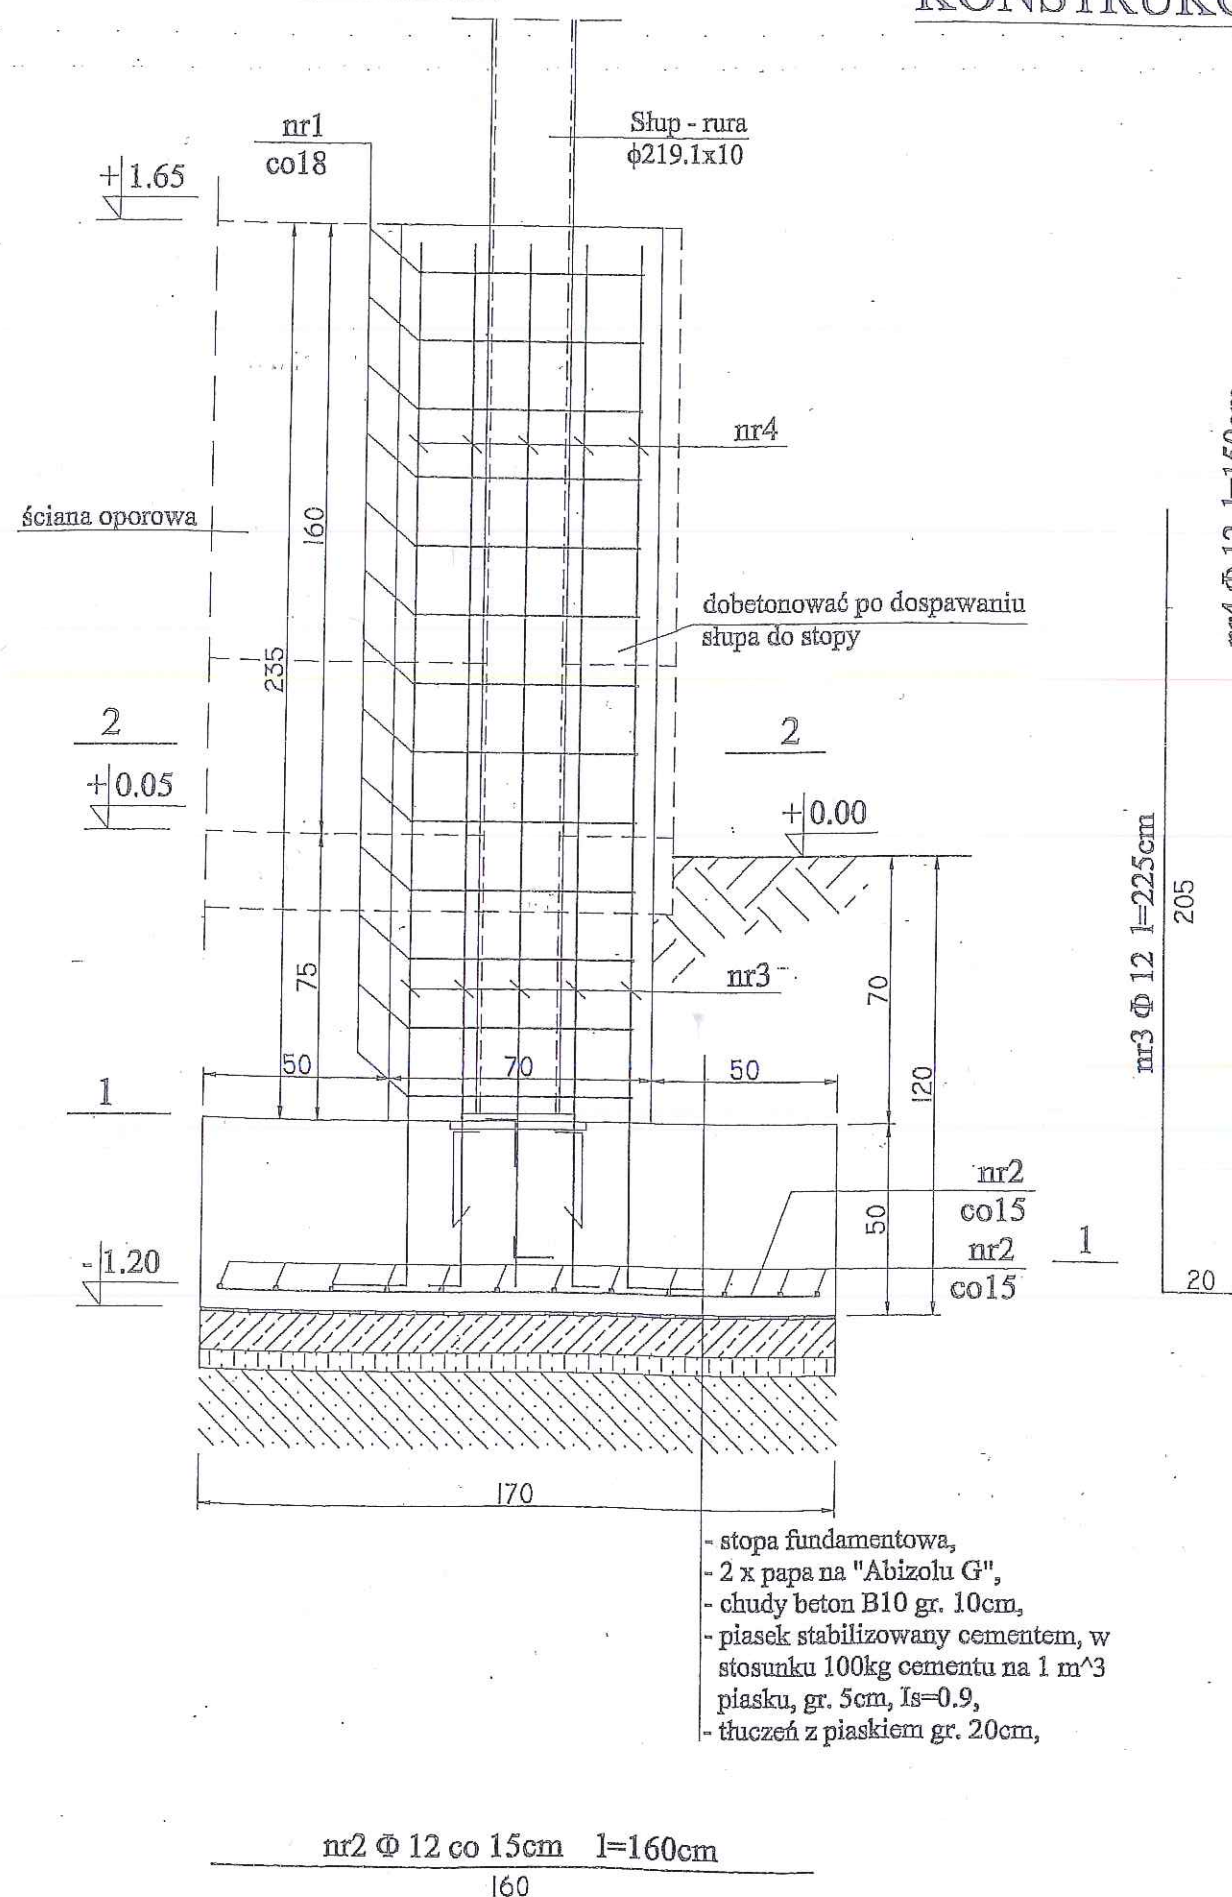 nr1
co18
Słup - rura
ϕ219.1x10
+1.65
nr4
ściana oporowa
160
dobetonować po dospawaniu
słupa do stopy
235
2
2
+0.05
+0.00
nr3 Φ 12 l=225cm
205
75
nr3
70
50
70
50
120
1
nr2
co15
50
nr2
co15
1
-1.20
20
170
- stopa fundamentowa,
- 2 x papa na "Abizolu G",
- chudy beton B10 gr. 10cm,
- piasek stabilizowany cementem, w
stosunku 100kg cementu na 1 m^3
piasku, gr. 5cm, Is=0.9,
- tłuczeń z piaskiem gr. 20cm,
nr2 Φ 12 co 15cm l=160cm
160